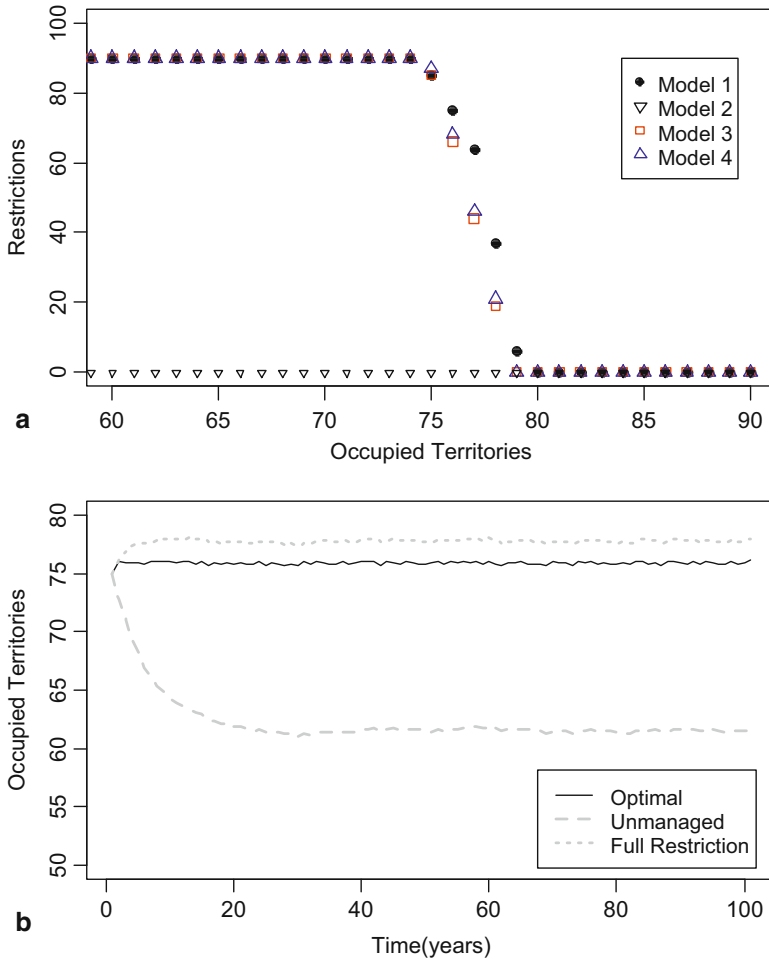 100
80
60
40
20
0
Restrictions
Model 1
Model 2
Model 3
Model 4
60 65 70 75 80 85 90
Occupied Territories
a
80
75
70
65
60
55
50
Occupied Territories
Optimal
Unmanaged
Full Restriction
0 20 40 60 80 100
Time(years)
b